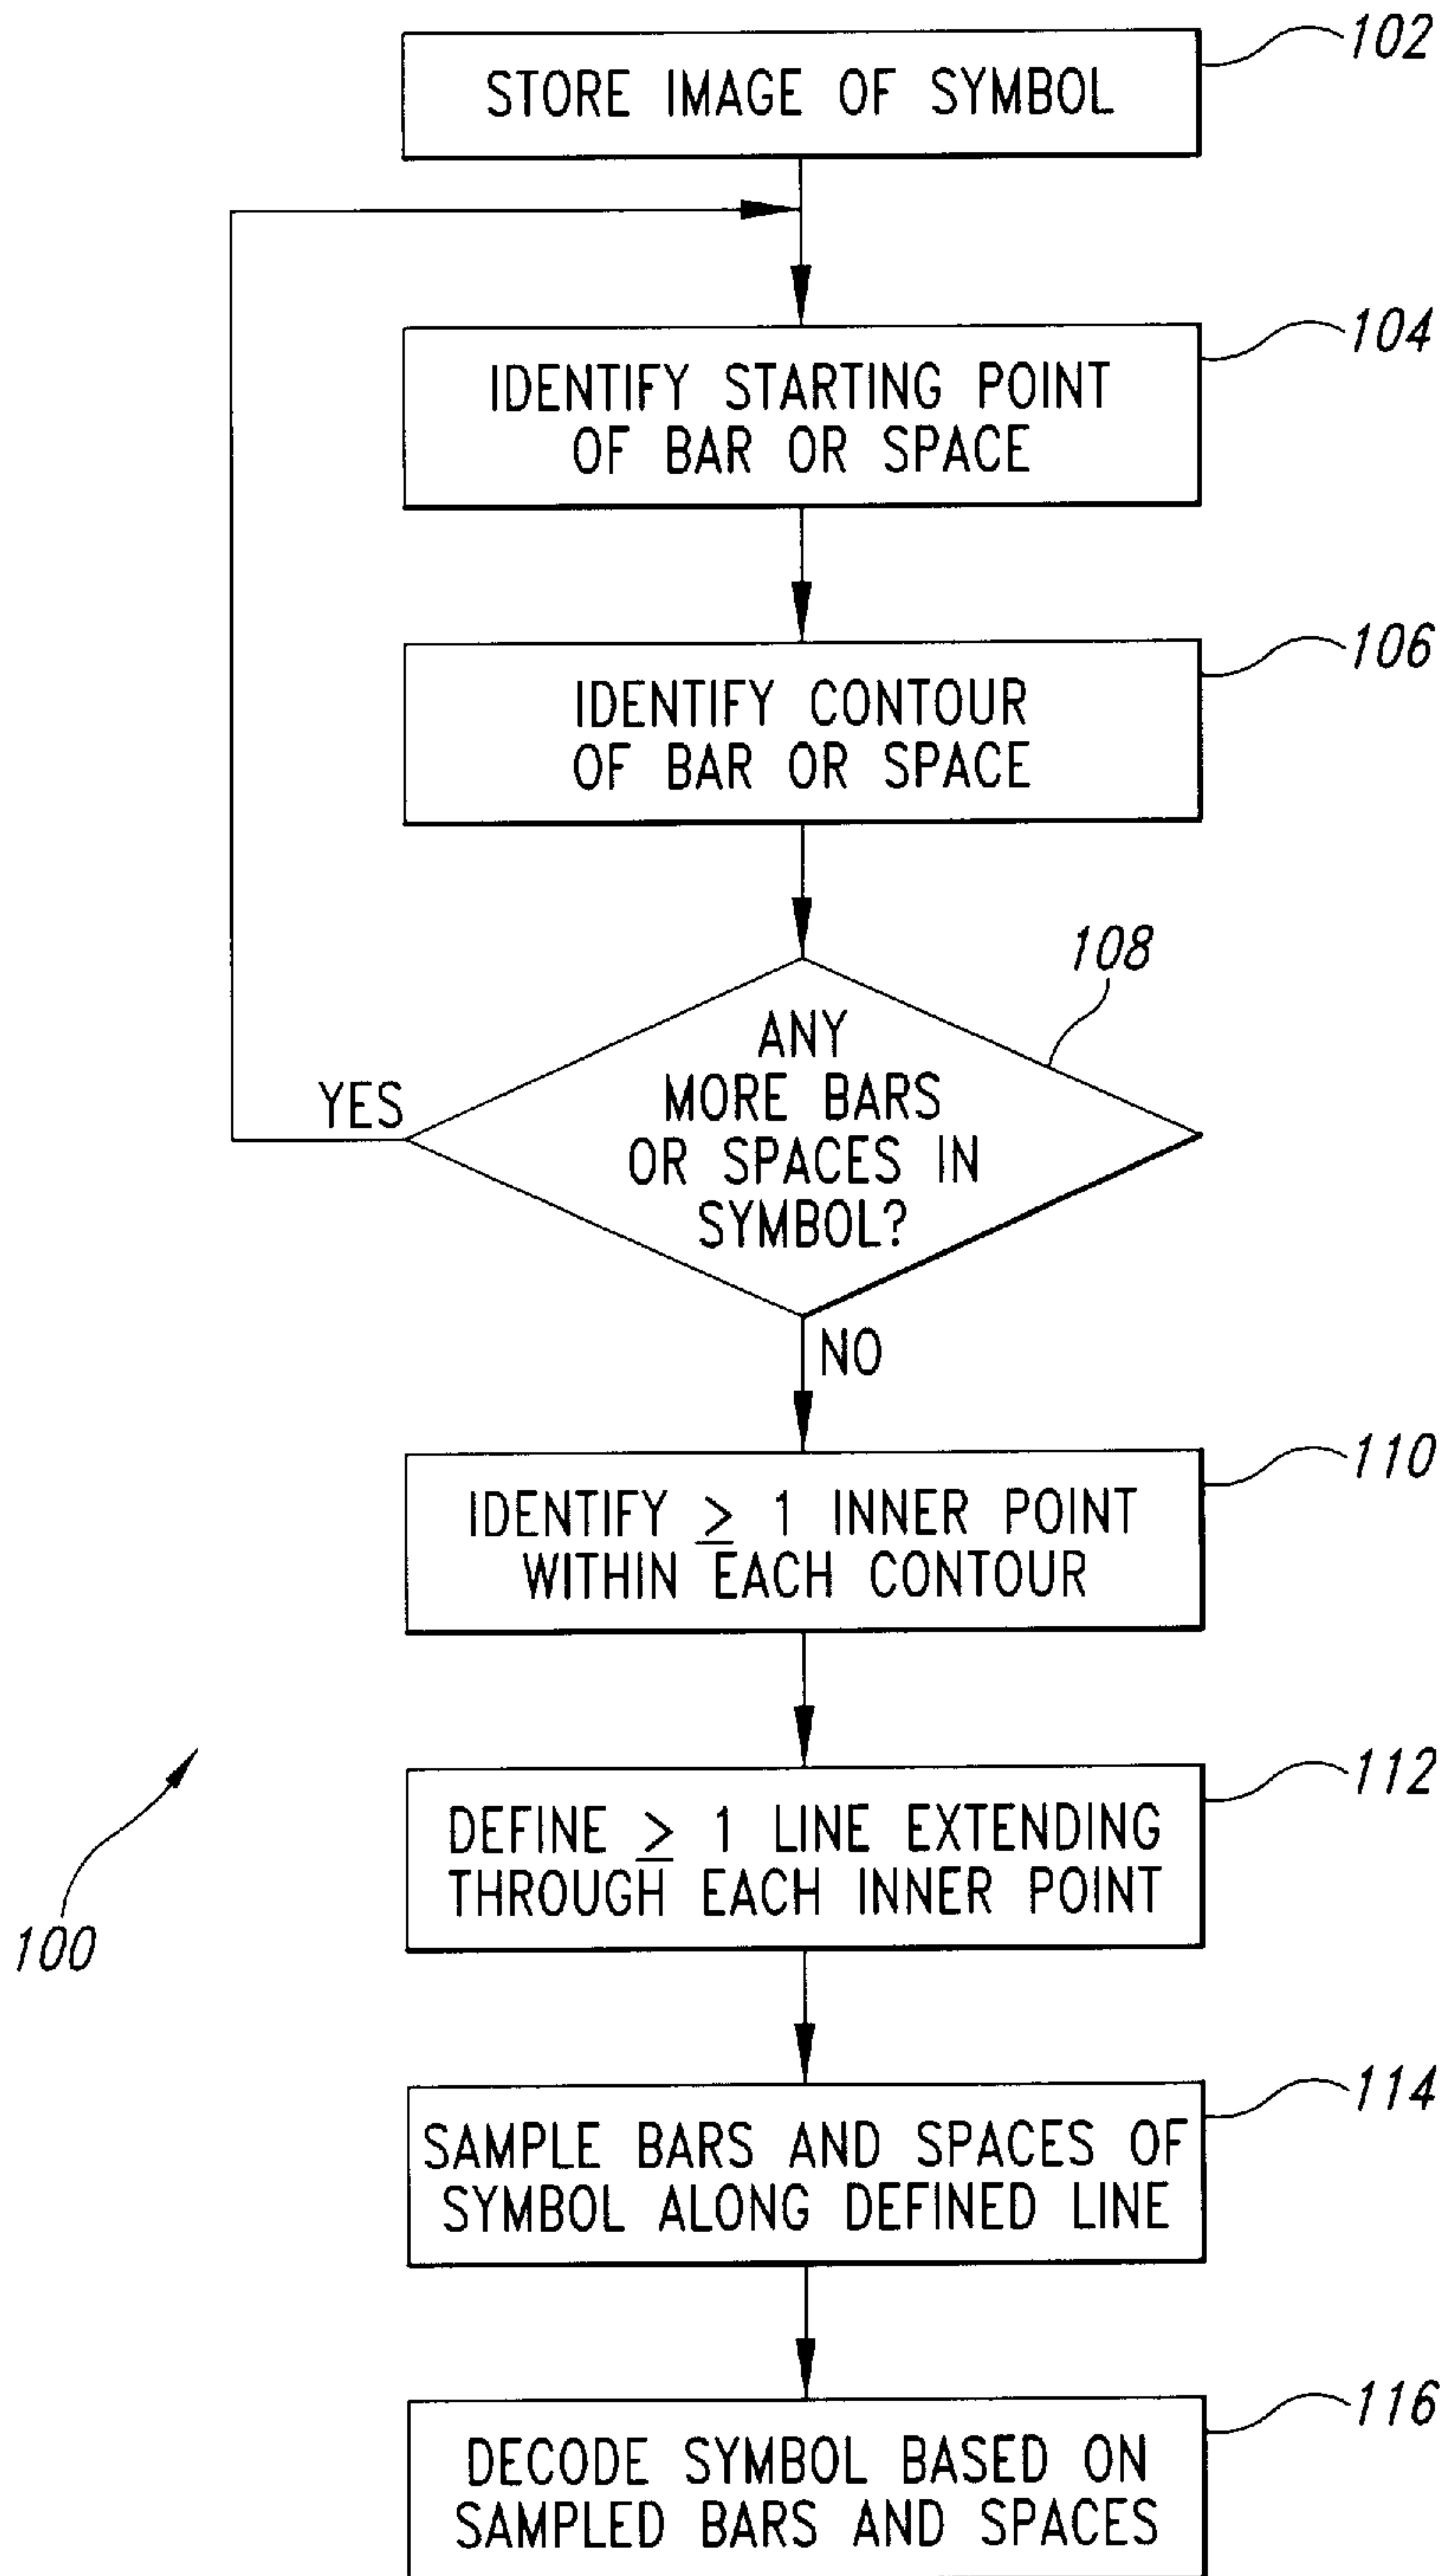 102
STORE IMAGE OF SYMBOL
104
IDENTIFY STARTING POINT
OF BAR OR SPACE
106
IDENTIFY CONTOUR
OF BAR OR SPACE
108
ANY
MORE BARS
OR SPACES IN
SYMBOL?
YES
NO
110
IDENTIFY ≥ 1 INNER POINT
WITHIN EACH CONTOUR
112
DEFINE ≥ 1 LINE EXTENDING
THROUGH EACH INNER POINT
100
114
SAMPLE BARS AND SPACES OF
SYMBOL ALONG DEFINED LINE
116
DECODE SYMBOL BASED ON
SAMPLED BARS AND SPACES